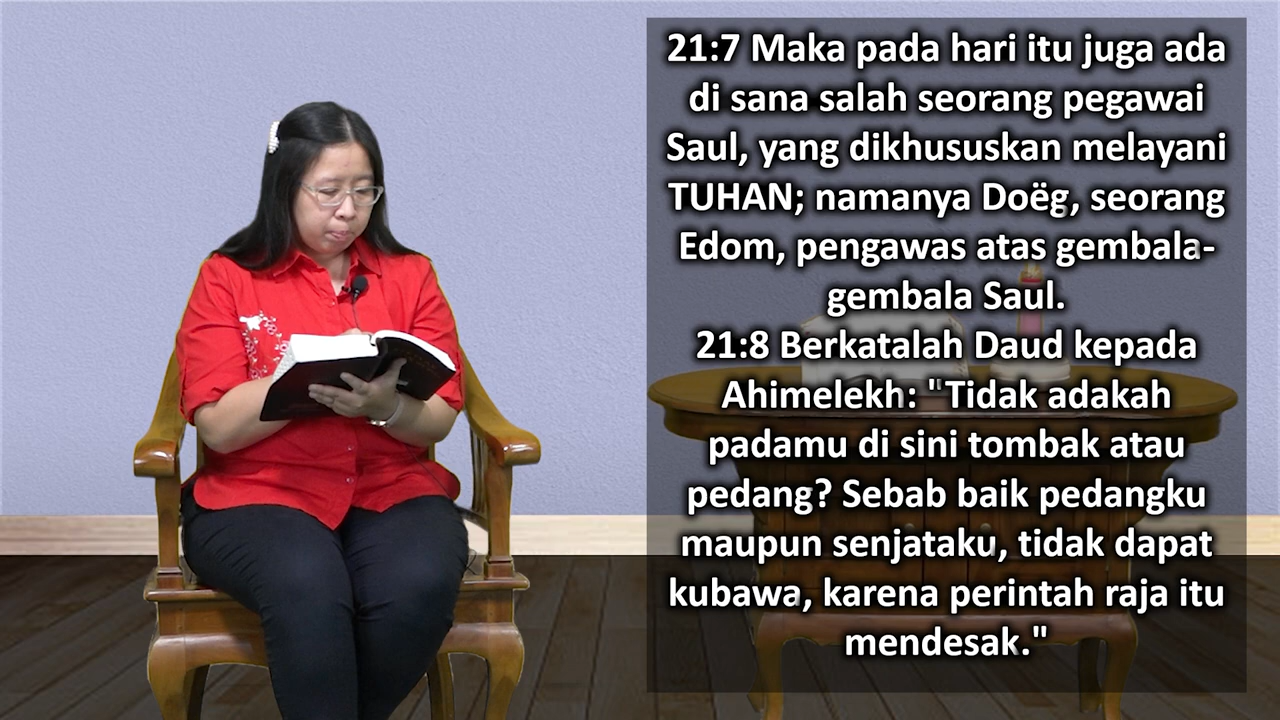 21:7 Maka pada hari itu juga ada
di sana salah seorang pegawai
Saul, yang dikhususkan melayani
TUHAN; namanya Doëg, seorang
Edom, pengawas atas gembala-
gembala Saul.
21:8 Berkatalah Daud kepada
Ahimelekh: "Tidak adakah
padamu di sini tombak atau
pedang? Sebab baik pedangku
maupun senjataku, tidak dapat
kubawa, karena perintah raja itu
mendesak."